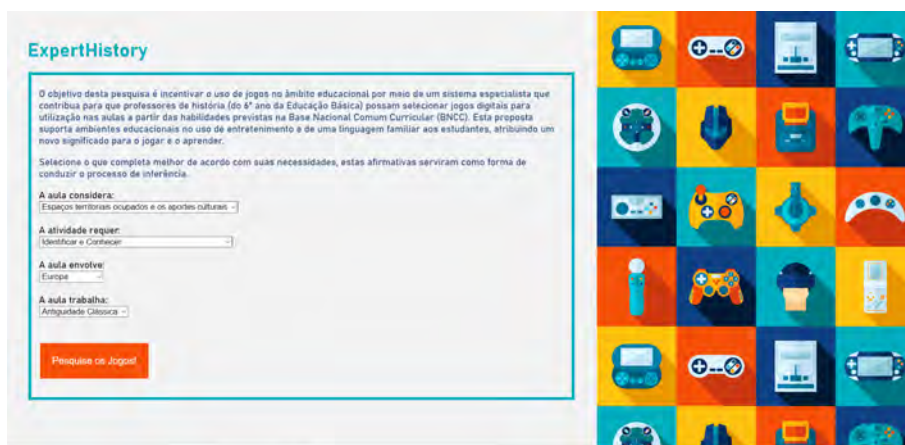 ExpertHistory
O objetivo desta pesquisa é incentivar o uso de jogos no âmbito educacional por meio de um sistema especialista que
contribua para que professores de história (do 6° ano da Educação Básica) possam selecionar jogos digitais para
utilização nas aulas a partir das habilidades previstas na Base Nacional Comum Curricular (BNCC). Esta proposta
suporta ambientes educacionais no uso de entretenimento e de uma linguagem familiar aos estudantes, atribuindo um
novo significado para o jogar e o aprender.
Selecione o que completa melhor de acordo com suas necessidades, estas afirmativas serviram como forma de
conduzir o processo de inferência.
A aula considera:
Espaços territoriais ocupados e os aportes culturais
A atividade requer:
Identificar e Conhecer
A aula envolve:
Europa
A aula trabalha:
Antiguidade Clássica
Pesquise os Jogos!